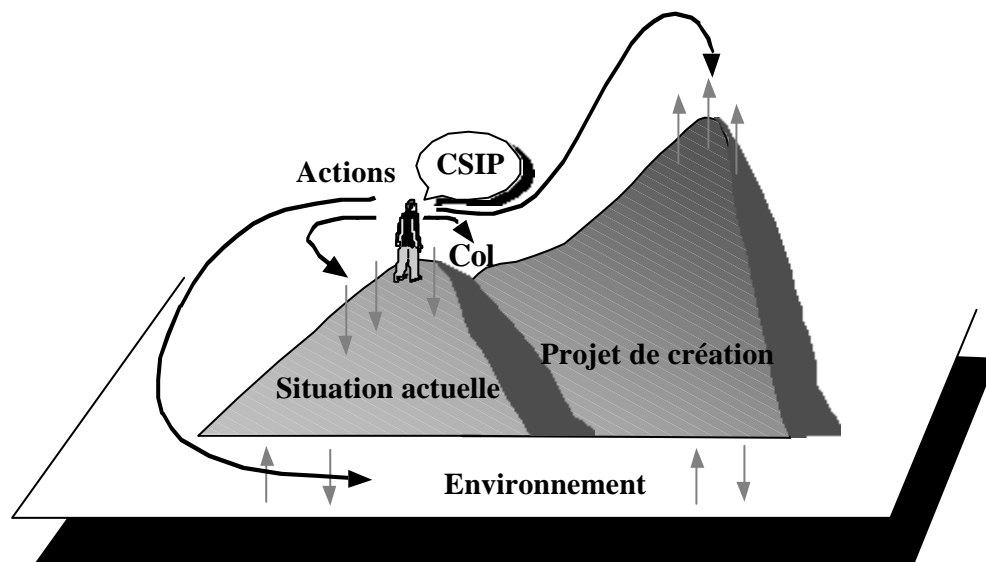 CSIP
Actions
Col
Projet de création
Situation actuelle
Environnement